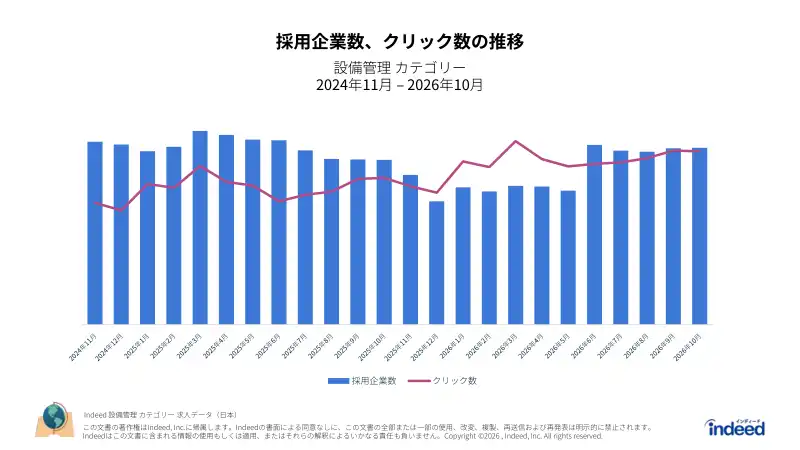 採用企業数、クリック数の推移
設備管理 カテゴリー
2024年11月 – 2026年10月
2024年11月
2024年12月
2025年1月
2025年2月
2025年3月
2025年4月
2025年5月
2025年6月
2025年7月
2025年8月
2025年9月
2025年10月
2025年11月
2025年12月
2026年1月
2026年2月
2026年3月
2026年4月
2026年5月
2026年6月
2026年7月
2026年8月
2026年9月
2026年10月
採用企業数 クリック数
Indeed 設備管理 カテゴリー 求人データ（日本）
この文書の著作権はIndeed, Inc.に帰属します。Indeedの書面による同意なしに、この文書の全部または一部の使用、改変、複製、再送信および再発表は明示的に禁止されます。
Indeedはこの文書に含まれる情報の使用もしくは適用、またはそれらの解釈によるいかなる責任も負いません。Copyright ©2026 , Indeed, Inc. All rights reserved.
インディード
indeed